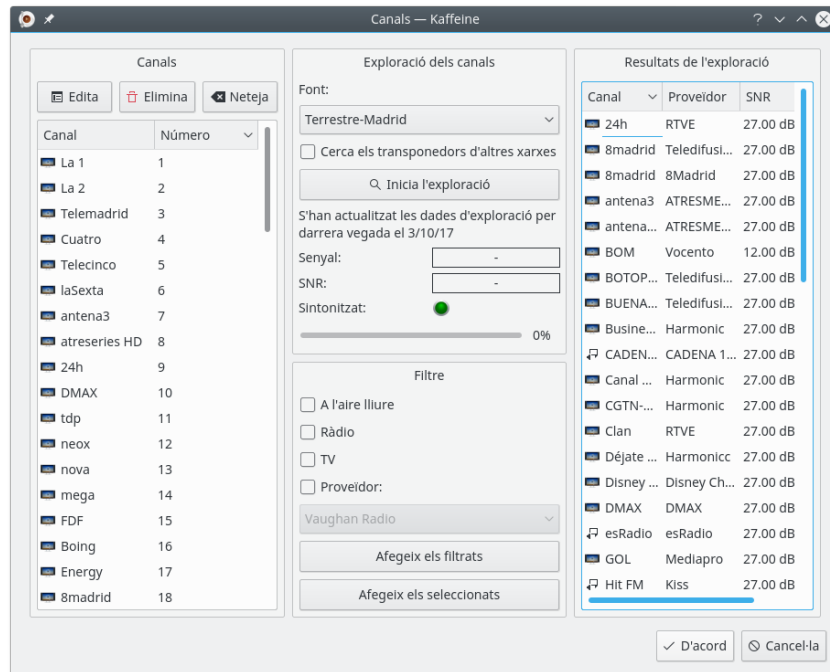 Canals — Kaffeine
Canals
Edita Elimina Neteja
Canal Número
La 1 1
La 2 2
Telemadrid 3
Cuatro 4
Telecinco 5
laSexta 6
antena3 7
atreseries HD 8
24h 9
DMAX 10
tdp 11
neox 12
nova 13
mega 14
FDF 15
Boing 16
Energy 17
8madrid 18
Exploració dels canals
Font:
Terrestre-Madrid
Cerca els transponedors d'altres xarxes
Inicia l'exploració
S'han actualitzat les dades d'exploració per
darrera vegada el 3/10/17
Senyal: -
SNR: -
Sintonitzat:
0%
Filtre
A l'aire lliure
Ràdio
TV
Proveïdor:
Vaughan Radio
Afegeix els filtrats
Afegeix els seleccionats
Resultats de l'exploració
Canal Proveïdor SNR
24h RTVE 27.00 dB
8madrid Teledifusi... 27.00 dB
8madrid 8Madrid 27.00 dB
antena3 ATRESME... 27.00 dB
antena... ATRESME... 27.00 dB
BOM Vocento 12.00 dB
BOTOP... Teledifusi... 27.00 dB
BUENA... Teledifusi... 27.00 dB
Busine... Harmonic 27.00 dB
CADEN... CADENA 1... 27.00 dB
Canal ... Harmonic 27.00 dB
CGTN-... Harmonic 27.00 dB
Clan RTVE 27.00 dB
Déjate ... Harmonicc 27.00 dB
Disney ... Disney Ch... 27.00 dB
DMAX DMAX 27.00 dB
esRadio esRadio 27.00 dB
GOL Mediapro 27.00 dB
Hit FM Kiss 27.00 dB
D'acord Cancel·la